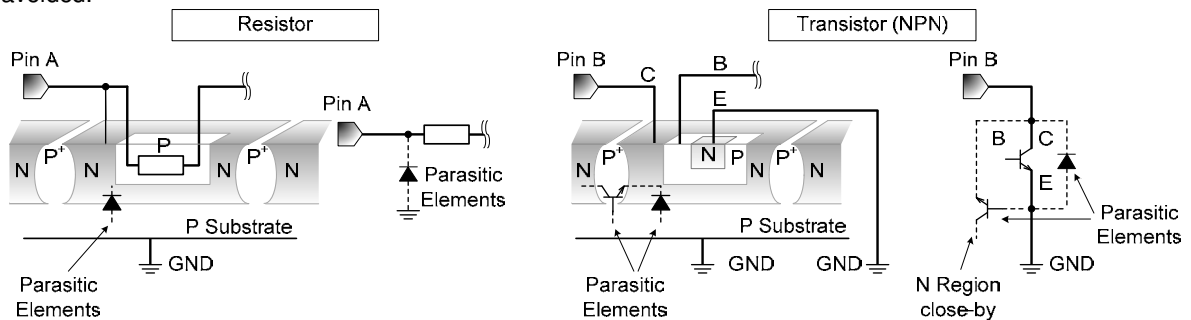 avoided.
Resistor
Transistor (NPN)
Pin A
Pin B
C
B
E
Pin B
Pin A
N
P+
N
P
P+
N
Parasitic
Elements
P Substrate
GND
Parasitic
Elements
N
P+
N
P
P+
N
N
P Substrate
GND
GND
Parasitic
Elements
B
C
E
Parasitic
Elements
GND
N Region
close-by